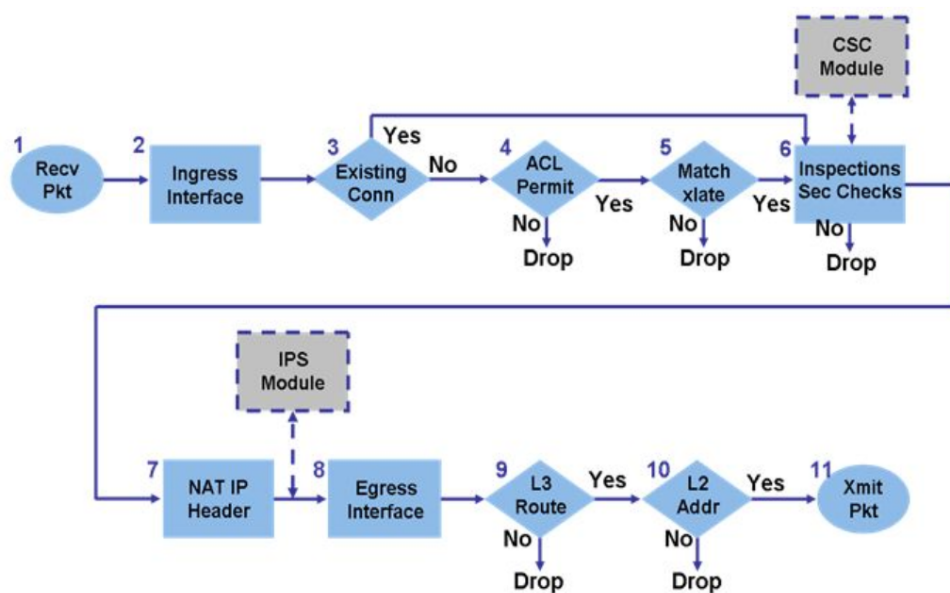 CSC
Module
1
Recv
Pkt
2
Ingress
Interface
3
Existing
Conn
Yes
No
4
ACL
Permit
Yes
No
Drop
5
Match
xlate
Yes
No
Drop
6
Inspections
Sec Checks
No
Drop
IPS
Module
7
NAT IP
Header
8
Egress
Interface
9
L3
Route
Yes
No
Drop
10
L2
Addr
Yes
No
Drop
11
Xmit
Pkt